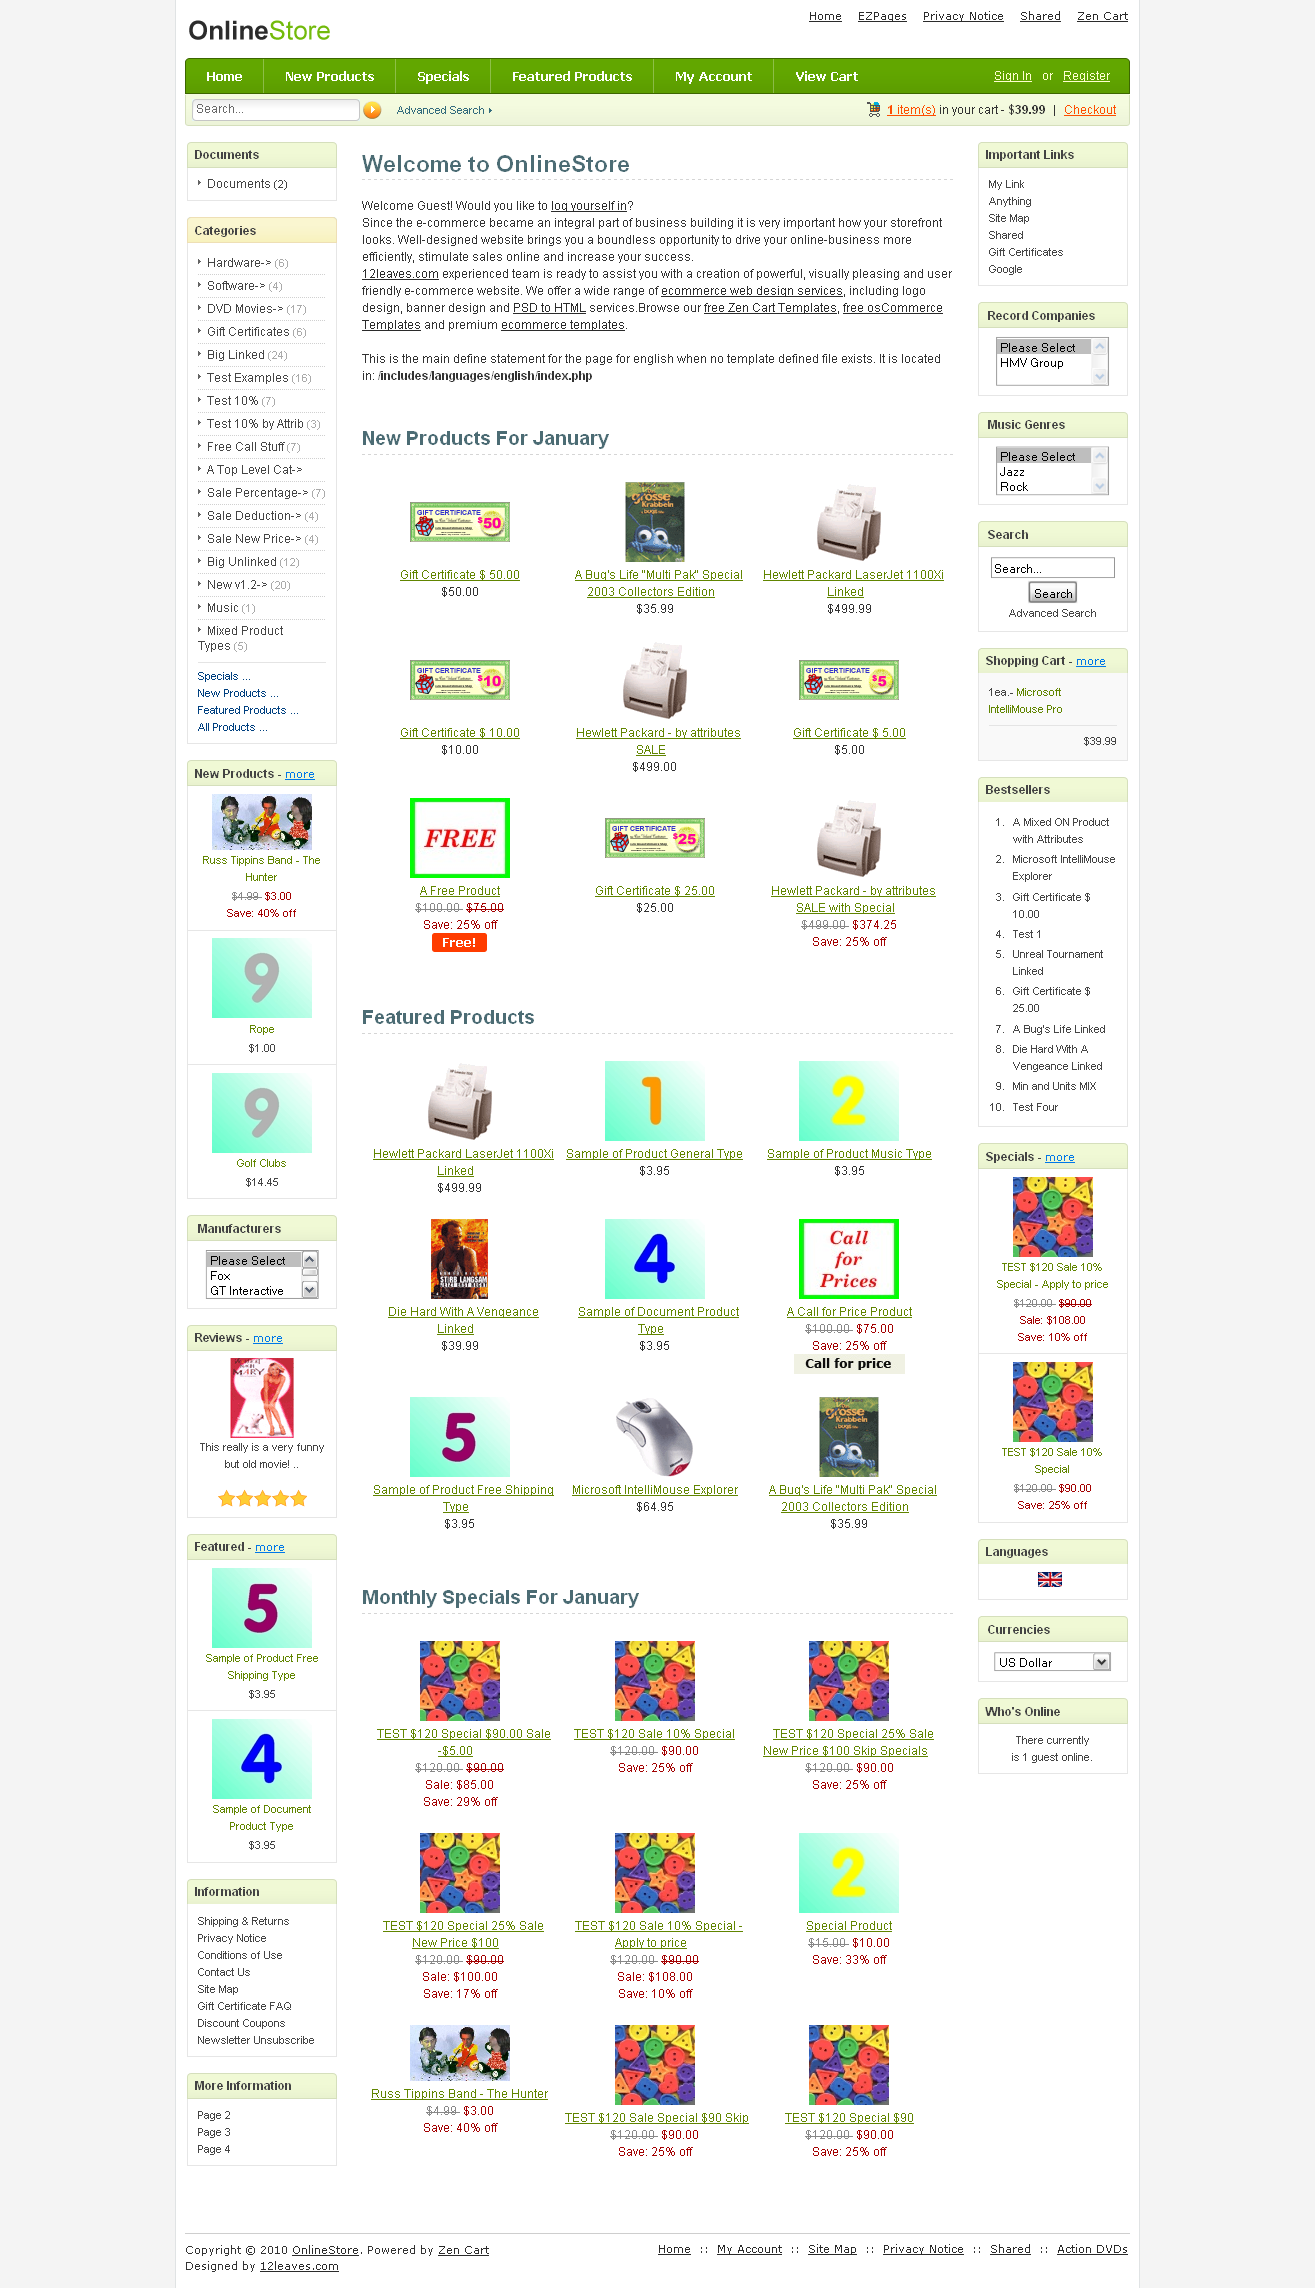 Home EZPages Privacy Notice Shared Zen Cart
OnlineStore
Home New Products Specials Featured Products My Account View Cart Sign In or Register
Search... Advanced Search 1 item(s) in your cart - $39.99 | Checkout
Documents
Documents (2)
Categories
Hardware-> (6)
Software-> (4)
DVD Movies-> (17)
Gift Certificates (6)
Big Linked (24)
Test Examples (16)
Test 10% (7)
Test 10% by Attrib (3)
Free Call Stuff (7)
A Top Level Cat->
Sale Percentage-> (7)
Sale Deduction-> (4)
Sale New Price-> (4)
Big Unlinked (12)
New v1.2-> (20)
Music (1)
Mixed Product
Types (5)
Specials ...
New Products ...
Featured Products ...
All Products ...
New Products - more
Russ Tippins Band - The
Hunter
$4.99 $3.00
Save: 40% off
9
Rope
$1.00
9
Golf Clubs
$14.45
Manufacturers
Please Select
Fox
GT Interactive
Reviews - more
MARY
This really is a very funny
but old movie! ..
Featured - more
5
Sample of Product Free
Shipping Type
$3.95
4
Sample of Document
Product Type
$3.95
Information
Shipping & Returns
Privacy Notice
Conditions of Use
Contact Us
Site Map
Gift Certificate FAQ
Discount Coupons
Newsletter Unsubscribe
More Information
Page 2
Page 3
Page 4
Welcome to OnlineStore
Welcome Guest! Would you like to log yourself in?
Since the e-commerce became an integral part of business building it is very important how your storefront
looks. Well-designed website brings you a boundless opportunity to drive your online-business more
efficiently, stimulate sales online and increase your success.
12leaves.com experienced team is ready to assist you with a creation of powerful, visually pleasing and user
friendly e-commerce website. We offer a wide range of ecommerce web design services, including logo
design, banner design and PSD to HTML services.Browse our free Zen Cart Templates, free osCommerce
Templates and premium ecommerce templates.
This is the main define statement for the page for english when no template defined file exists. It is located
in: /includes/languages/english/index.php
New Products For January
GIFT CERTIFICATE $50
Grosse
Krabbeln
Gift Certificate $ 50.00
$50.00
A Bug's Life "Multi Pak" Special
2003 Collectors Edition
$35.99
Hewlett Packard LaserJet 1100Xi
Linked
$499.99
GIFT CERTIFICATE $10
GIFT CERTIFICATE $5
Gift Certificate $ 10.00
$10.00
Hewlett Packard - by attributes
SALE
$499.00
Gift Certificate $ 5.00
$5.00
FREE
GIFT CERTIFICATE $25
A Free Product
$100.00 $75.00
Save: 25% off
Free!
Gift Certificate $ 25.00
$25.00
Hewlett Packard - by attributes
SALE with Special
$499.00 $374.25
Save: 25% off
Featured Products
1
2
Hewlett Packard LaserJet 1100Xi
Linked
$499.99
Sample of Product General Type
$3.95
Sample of Product Music Type
$3.95
STIRB LANGSAM
4
Call
for
Prices
Die Hard With A Vengeance
Linked
$39.99
Sample of Document Product
Type
$3.95
A Call for Price Product
$100.00 $75.00
Save: 25% off
Call for price
5
Grosse
Krabbeln
Sample of Product Free Shipping
Type
$3.95
Microsoft IntelliMouse Explorer
$64.95
A Bug's Life "Multi Pak" Special
2003 Collectors Edition
$35.99
Monthly Specials For January
TEST $120 Special $90.00 Sale
-$5.00
$120.00 $90.00
Sale: $85.00
Save: 29% off
TEST $120 Sale 10% Special
$120.00 $90.00
Save: 25% off
TEST $120 Special 25% Sale
New Price $100 Skip Specials
$120.00 $90.00
Save: 25% off
2
TEST $120 Special 25% Sale
New Price $100
$120.00 $90.00
Sale: $100.00
Save: 17% off
TEST $120 Sale 10% Special -
Apply to price
$120.00 $90.00
Sale: $108.00
Save: 10% off
Special Product
$15.00 $10.00
Save: 33% off
Russ Tippins Band - The Hunter
$4.99 $3.00
Save: 40% off
TEST $120 Sale Special $90 Skip
$120.00 $90.00
Save: 25% off
TEST $120 Special $90
$120.00 $90.00
Save: 25% off
Important Links
My Link
Anything
Site Map
Shared
Gift Certificates
Google
Record Companies
Please Select
HMV Group
Music Genres
Please Select
Jazz
Rock
Search
Search...
Search
Advanced Search
Shopping Cart - more
1ea.- Microsoft
IntelliMouse Pro
$39.99
Bestsellers
1. A Mixed ON Product
with Attributes
2. Microsoft IntelliMouse
Explorer
3. Gift Certificate $
10.00
4. Test 1
5. Unreal Tournament
Linked
6. Gift Certificate $
25.00
7. A Bug's Life Linked
8. Die Hard With A
Vengeance Linked
9. Min and Units MIX
10. Test Four
Specials - more
TEST $120 Sale 10%
Special - Apply to price
$120.00 $90.00
Sale: $108.00
Save: 10% off
TEST $120 Sale 10%
Special
$120.00 $90.00
Save: 25% off
Languages
Currencies
US Dollar
Who's Online
There currently
is 1 guest online.
Copyright © 2010 OnlineStore. Powered by Zen Cart
Designed by 12leaves.com
Home :: My Account :: Site Map :: Privacy Notice :: Shared :: Action DVDs